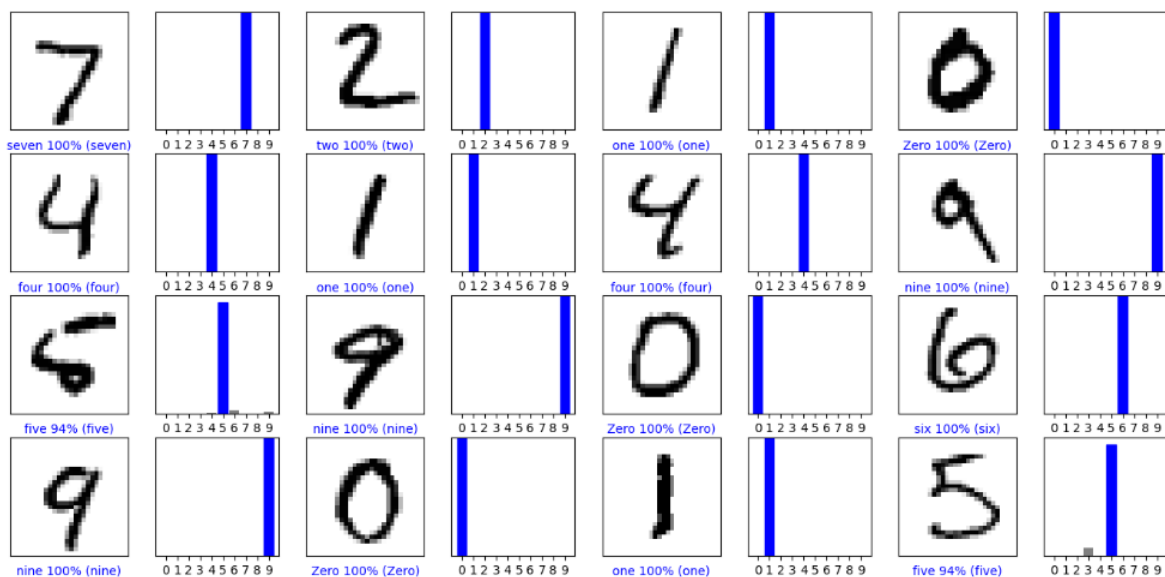 7 2 1 0
seven 100% (seven) 0 1 2 3 4 5 6 7 8 9 two 100% (two) 0 1 2 3 4 5 6 7 8 9 one 100% (one) 0 1 2 3 4 5 6 7 8 9 Zero 100% (Zero) 0 1 2 3 4 5 6 7 8 9
4 1 4 9
four 100% (four) 0 1 2 3 4 5 6 7 8 9 one 100% (one) 0 1 2 3 4 5 6 7 8 9 four 100% (four) 0 1 2 3 4 5 6 7 8 9 nine 100% (nine) 0 1 2 3 4 5 6 7 8 9
5 9 0 6
five 94% (five) 0 1 2 3 4 5 6 7 8 9 nine 100% (nine) 0 1 2 3 4 5 6 7 8 9 Zero 100% (Zero) 0 1 2 3 4 5 6 7 8 9 six 100% (six) 0 1 2 3 4 5 6 7 8 9
9 0 1 5
nine 100% (nine) 0 1 2 3 4 5 6 7 8 9 Zero 100% (Zero) 0 1 2 3 4 5 6 7 8 9 one 100% (one) 0 1 2 3 4 5 6 7 8 9 five 94% (five) 0 1 2 3 4 5 6 7 8 9